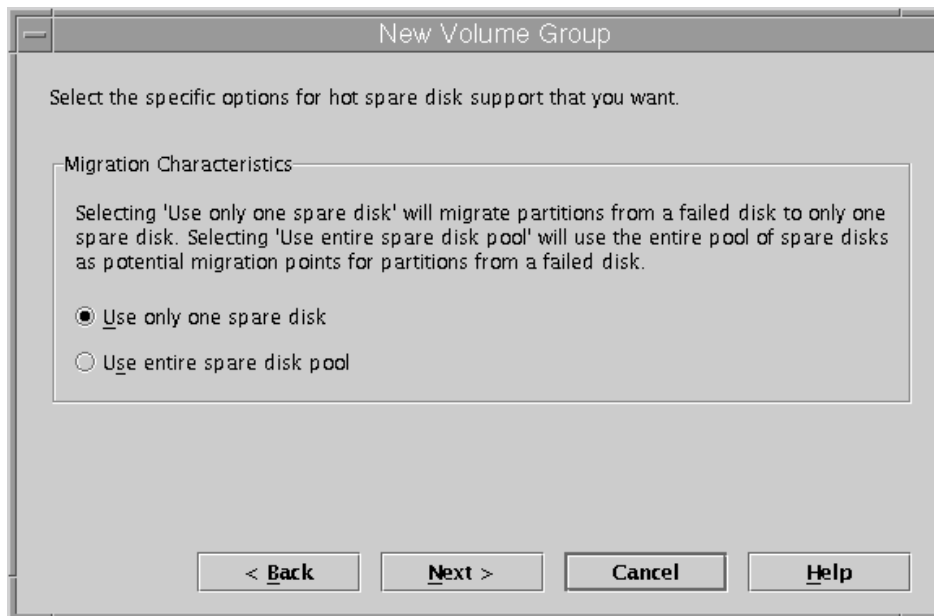 New Volume Group
Select the specific options for hot spare disk support that you want.
Migration Characteristics
Selecting 'Use only one spare disk' will migrate partitions from a failed disk to only one
spare disk. Selecting 'Use entire spare disk pool' will use the entire pool of spare disks
as potential migration points for partitions from a failed disk.
Use only one spare disk
Use entire spare disk pool
< Back Next > Cancel Help